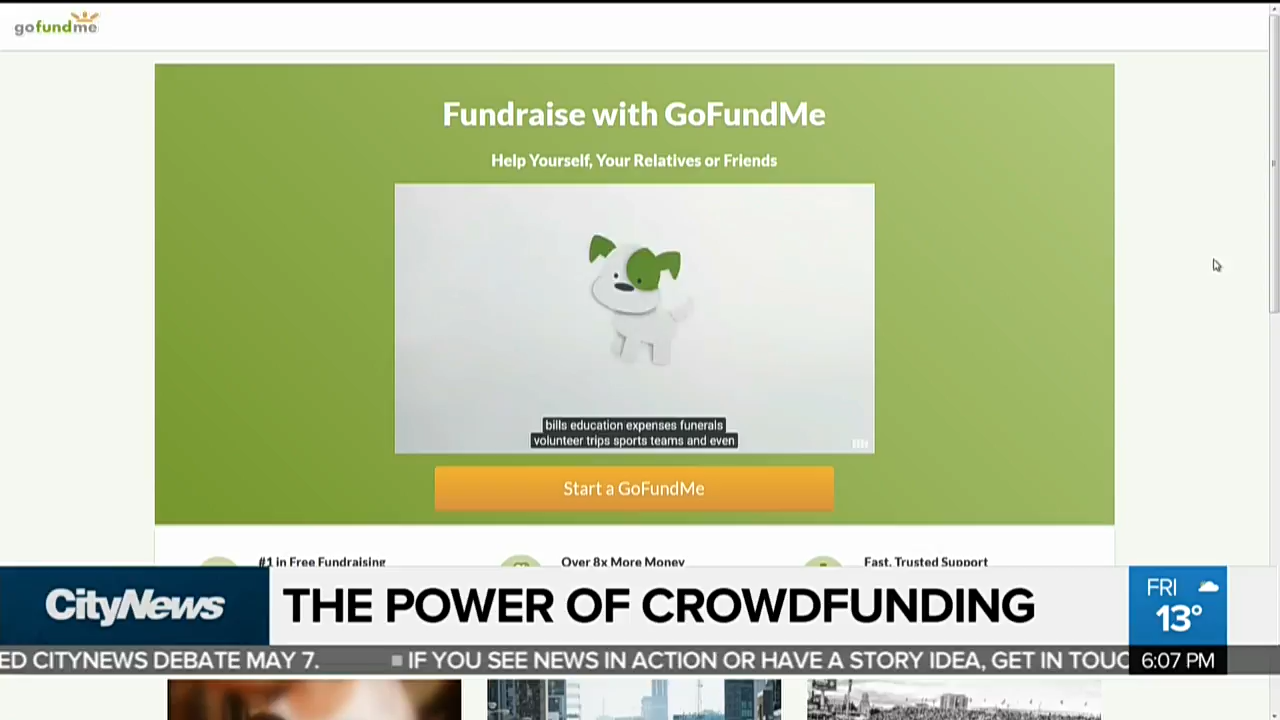 gofundme
Fundraise with GoFundMe
Help Yourself, Your Relatives or Friends
bills education expenses funerals
volunteer trips sports teams and even
Start a GoFundMe
#1 in Free Fundraising
Over 8x More Money
Fast, Trusted Support
CityNews
THE POWER OF CROWDFUNDING
FRI
13°
ED CITYNEWS DEBATE MAY 7. IF YOU SEE NEWS IN ACTION OR HAVE A STORY IDEA, GET IN TOUC
6:07 PM